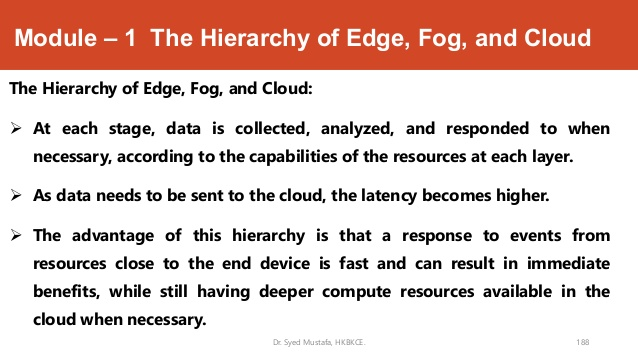 Module – 1 The Hierarchy of Edge, Fog, and Cloud
The Hierarchy of Edge, Fog, and Cloud:
➢ At each stage, data is collected, analyzed, and responded to when
necessary, according to the capabilities of the resources at each layer.
➢ As data needs to be sent to the cloud, the latency becomes higher.
➢ The advantage of this hierarchy is that a response to events from
resources close to the end device is fast and can result in immediate
benefits, while still having deeper compute resources available in the
cloud when necessary.
Dr. Syed Mustafa, HKBKCE. 188